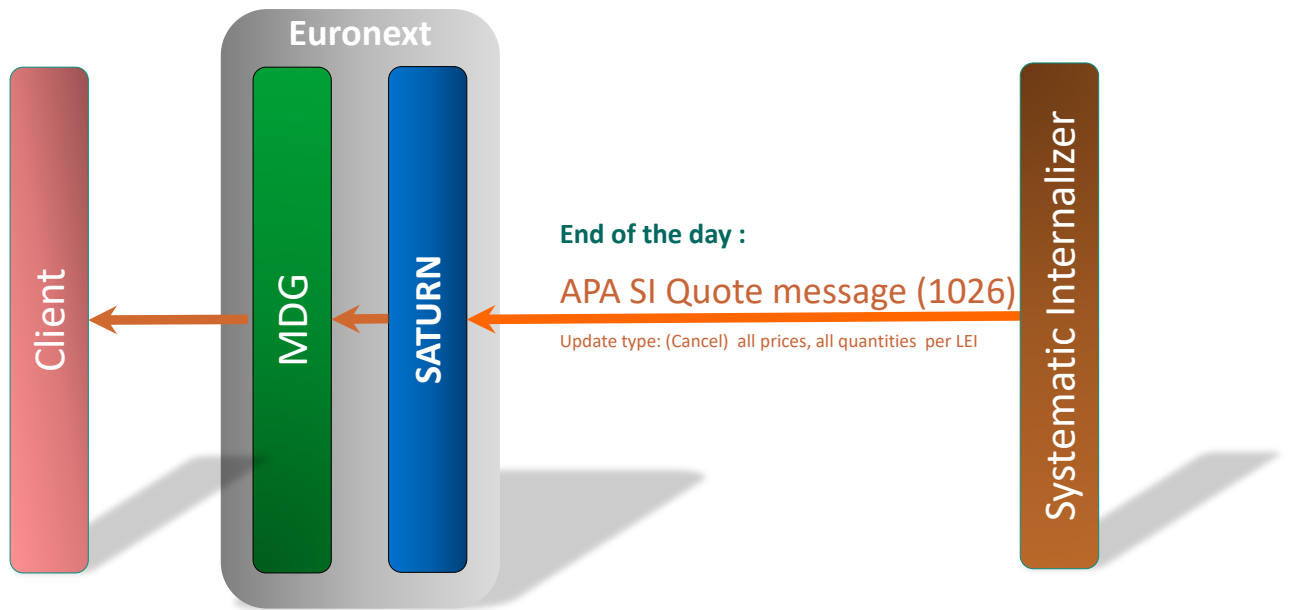 Euronext
Client
MDG
SATURN
End of the day :
APA SI Quote message (1026)
Update type: (Cancel) all prices, all quantities per LEI
Systematic Internalizer